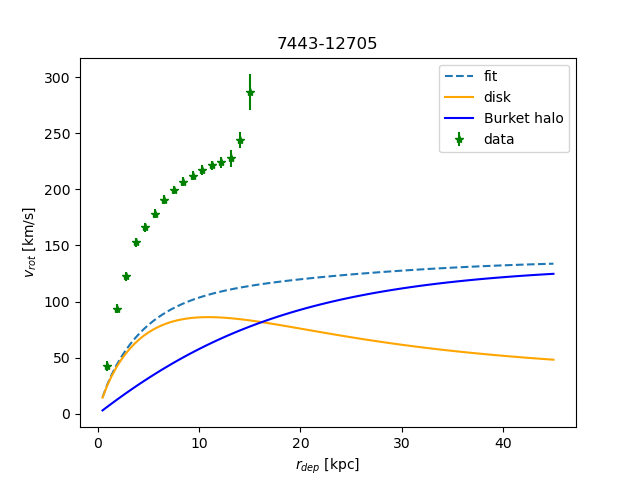 7443-12705
300
250
200
150
100
50
0
v_rot [km/s]
fit
disk
Burket halo
data
0 10 20 30 40
r_dep [kpc]